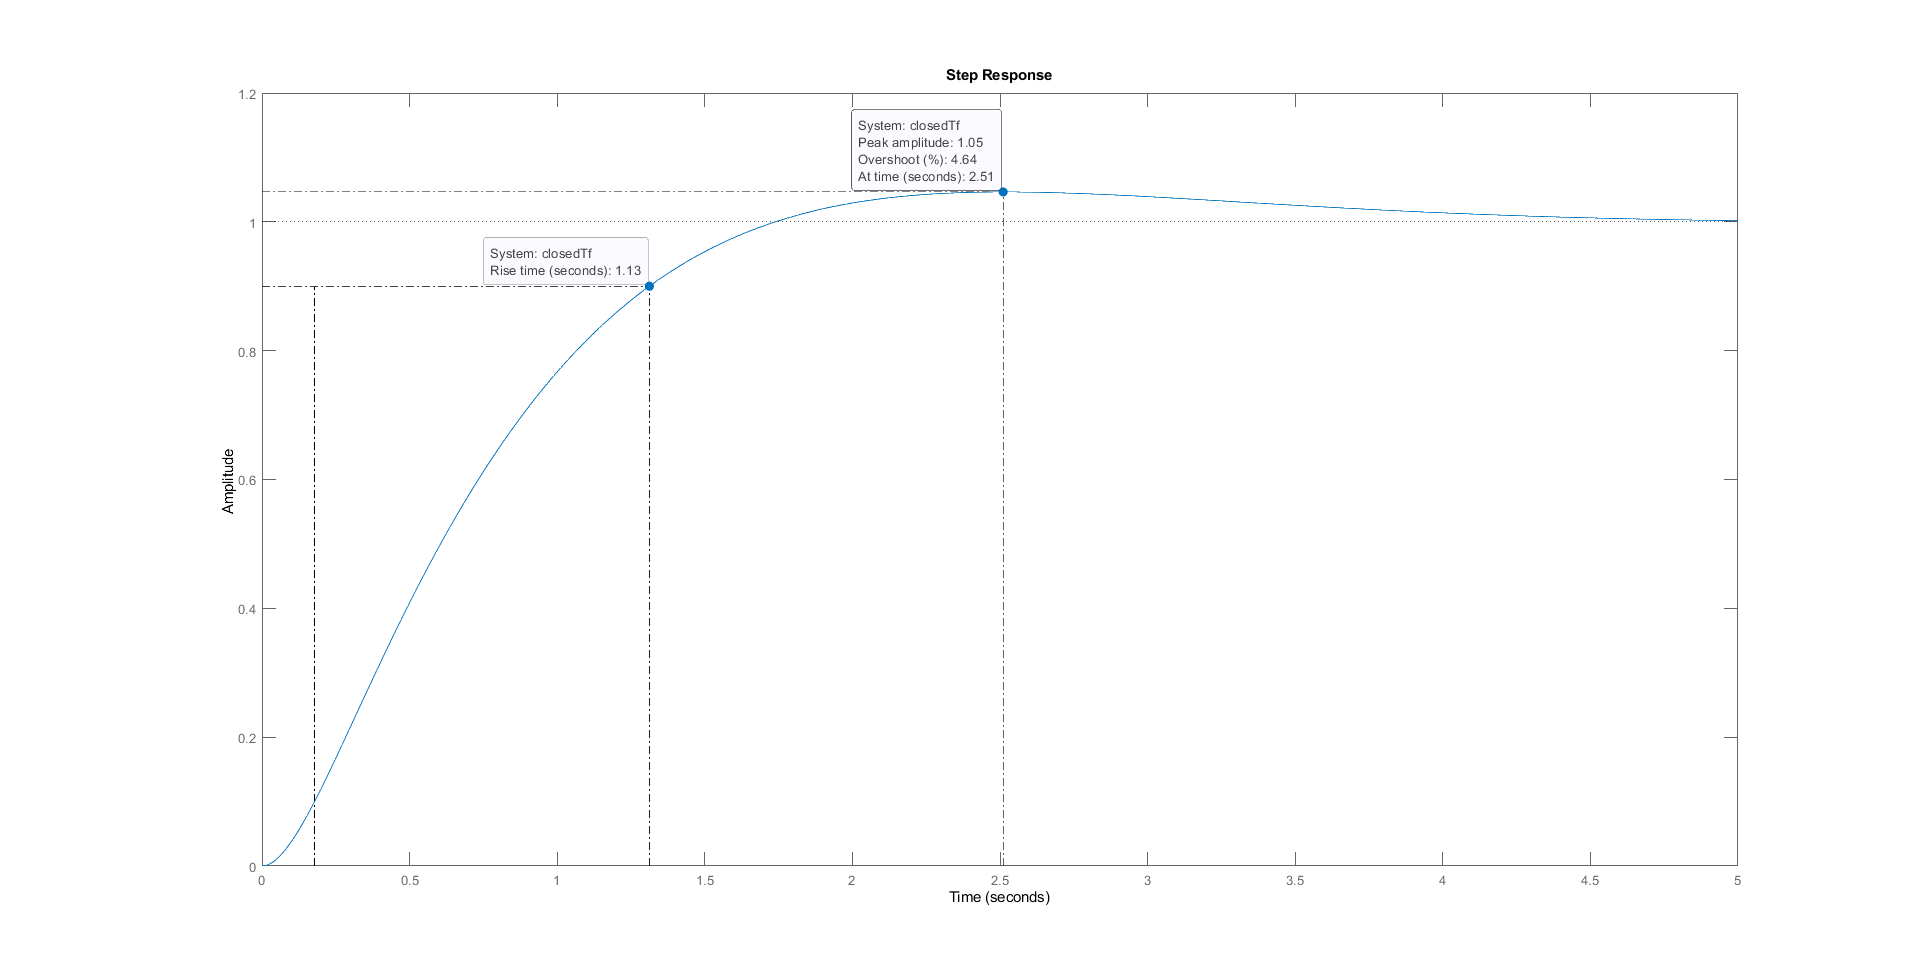 Step Response
1.2
System: closedTf
Peak amplitude: 1.05
Overshoot (%): 4.64
At time (seconds): 2.51
1
System: closedTf
Rise time (seconds): 1.13
0.8
0.6
Amplitude
0.4
0.2
0
0 0.5 1 1.5 2 2.5 3 3.5 4 4.5 5
Time (seconds)